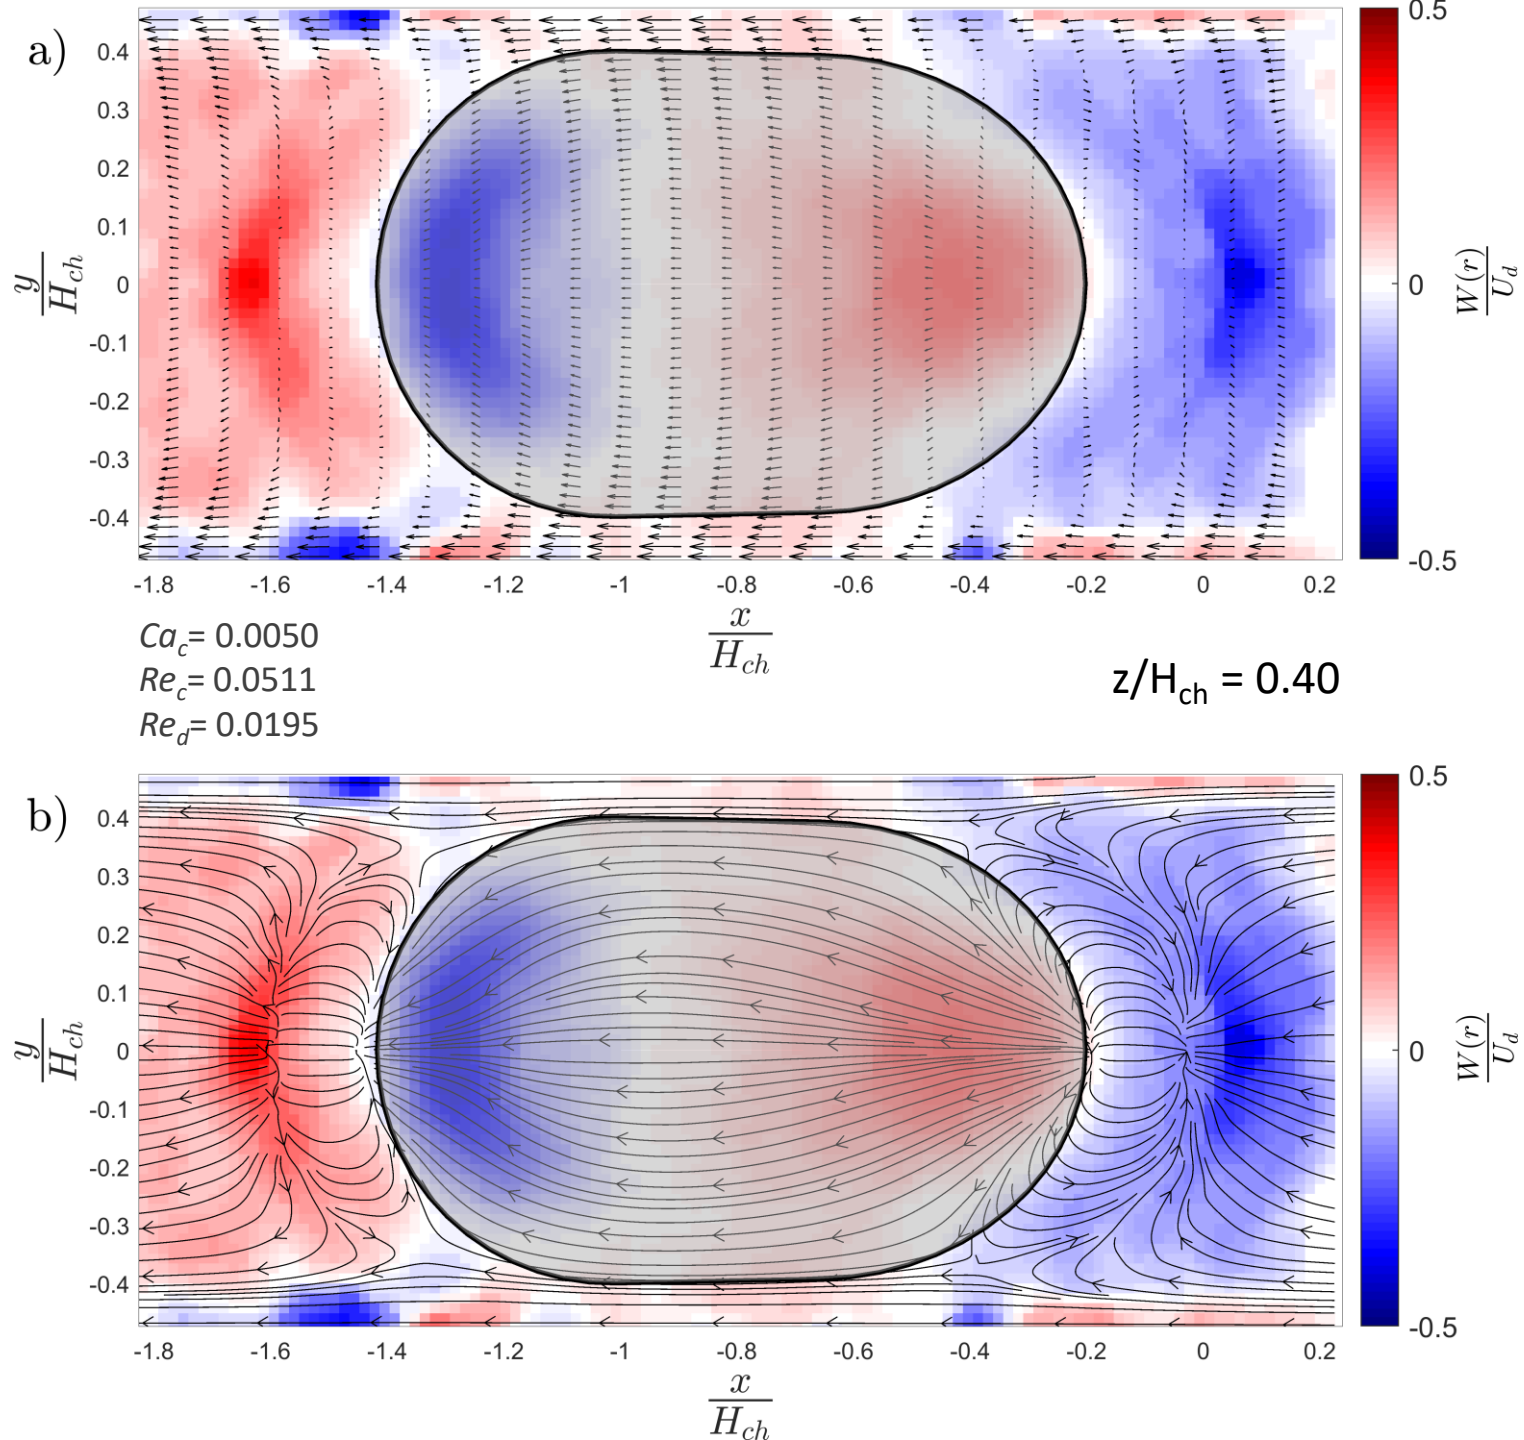 a)
0.4
0.3
0.2
0.1
0
-0.1
-0.2
-0.3
-0.4
y
H_ch
-1.8 -1.6 -1.4 -1.2 -1 -0.8 -0.6 -0.4 -0.2 0 0.2
x
H_ch
0.5
0
-0.5
W(r)
U_d
Ca_c= 0.0050
Re_c= 0.0511
Re_d= 0.0195
z/H_ch = 0.40
b)
0.4
0.3
0.2
0.1
0
-0.1
-0.2
-0.3
-0.4
y
H_ch
-1.8 -1.6 -1.4 -1.2 -1 -0.8 -0.6 -0.4 -0.2 0 0.2
x
H_ch
0.5
0
-0.5
W(r)
U_d